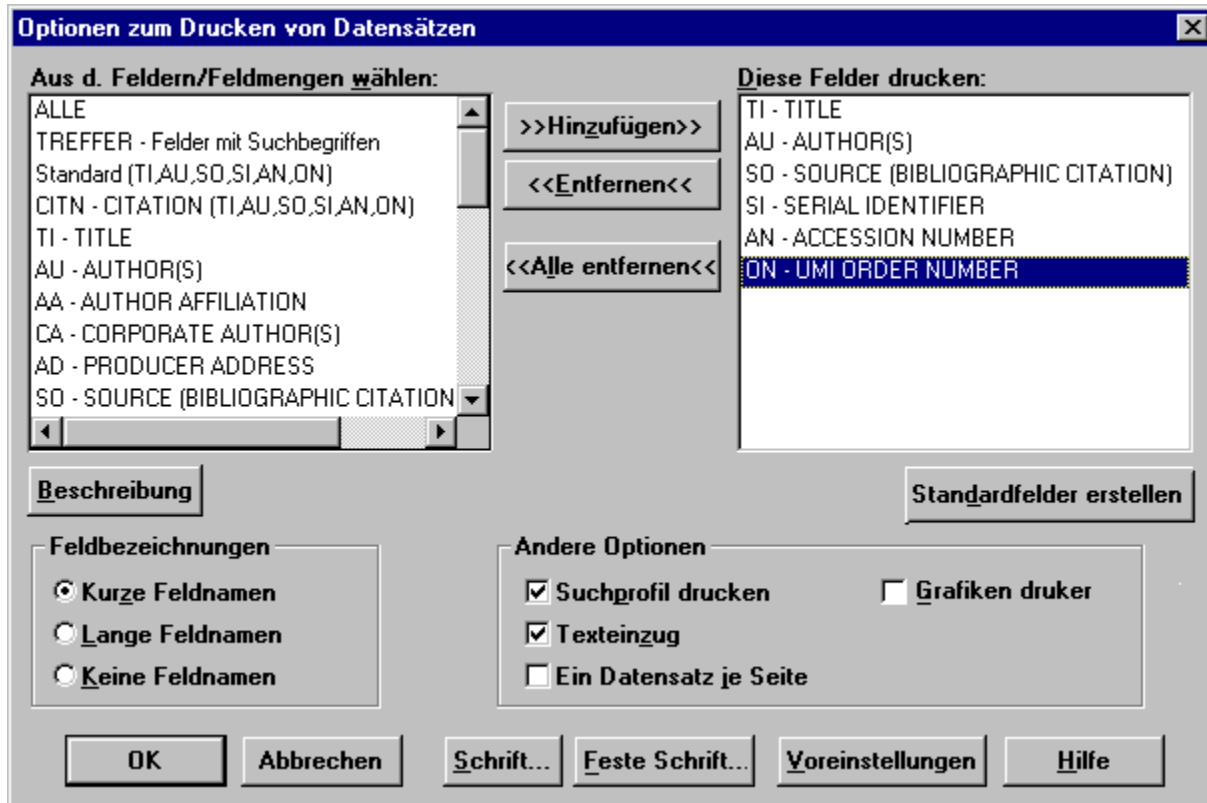 Optionen zum Drucken von Datensätzen
Aus d. Feldern/Feldmengen wählen:
ALLE
TREFFER - Felder mit Suchbegriffen
Standard (TI,AU,SO,SI,AN,ON)
CITN - CITATION (TI,AU,SO,SI,AN,ON)
TI - TITLE
AU - AUTHOR(S)
AA - AUTHOR AFFILIATION
CA - CORPORATE AUTHOR(S)
AD - PRODUCER ADDRESS
SO - SOURCE (BIBLIOGRAPHIC CITATION
>>Hinzufügen>>
<<Entfernen<<
<<Alle entfernen<<
Diese Felder drucken:
TI - TITLE
AU - AUTHOR(S)
SO - SOURCE (BIBLIOGRAPHIC CITATION)
SI - SERIAL IDENTIFIER
AN - ACCESSION NUMBER
ON - UMI ORDER NUMBER
Beschreibung
Standardfelder erstellen
Feldbezeichnungen
Kurze Feldnamen
Lange Feldnamen
Keine Feldnamen
Andere Optionen
Suchprofil drucken
Grafiken druker
Texteinzug
Ein Datensatz je Seite
OK
Abbrechen
Schrift...
Feste Schrift...
Voreinstellungen
Hilfe